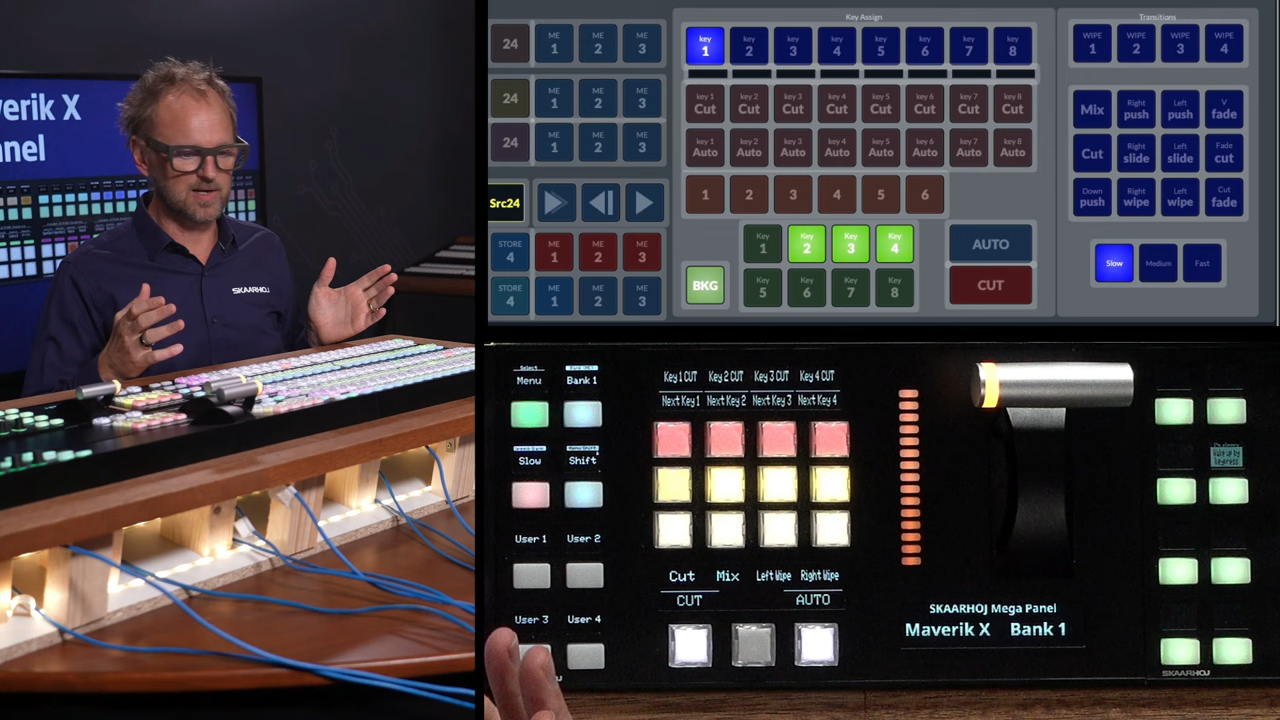 verik X
anel
SKAARHOJ
Key Assign
Transitions
24 ME 1 ME 2 ME 3
key 1 key 2 key 3 key 4 key 5 key 6 key 7 key 8
WIPE 1 WIPE 2 WIPE 3 WIPE 4
24 ME 1 ME 2 ME 3
key 1 Cut key 2 Cut key 3 Cut key 4 Cut key 5 Cut key 6 Cut key 7 Cut key 8 Cut
Mix Right push Left push V fade
24 ME 1 ME 2 ME 3
key 1 Auto key 2 Auto key 3 Auto key 4 Auto key 5 Auto key 6 Auto key 7 Auto key 8 Auto
Cut Right slide Left slide Fade cut
Src24
1 2 3 4 5 6
Down push Right wipe Left wipe Cut fade
STORE 4 ME 1 ME 2 ME 3
Key 1 Key 2 Key 3 Key 4
AUTO
Slow Medium Fast
STORE 4 ME 1 ME 2 ME 3
BKG
Key 5 Key 6 Key 7 Key 8
CUT
Select
Menu Bank 1
Key 1 CUT Key 2 CUT Key 3 CUT Key 4 CUT
Next Key 1 Next Key 2 Next Key 3 Next Key 4
Slow Shift
User 1 User 2
Cut Mix Left Wipe Right Wipe
CUT AUTO
User 3 User 4
SKAARHOJ Mega Panel
Maverik X Bank 1
SKAARHOJ